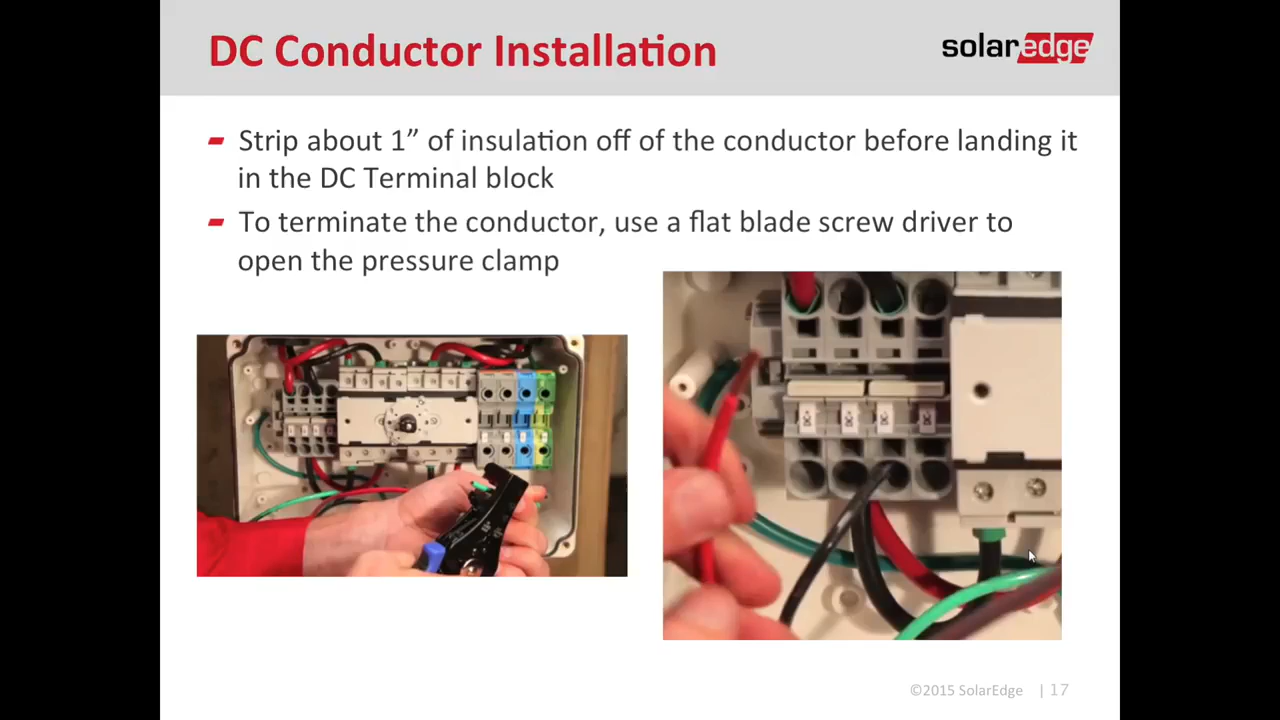 DC Conductor Installation
solaredge
Strip about 1” of insulation off of the conductor before landing it
in the DC Terminal block
To terminate the conductor, use a flat blade screw driver to
open the pressure clamp
©2015 SolarEdge | 17